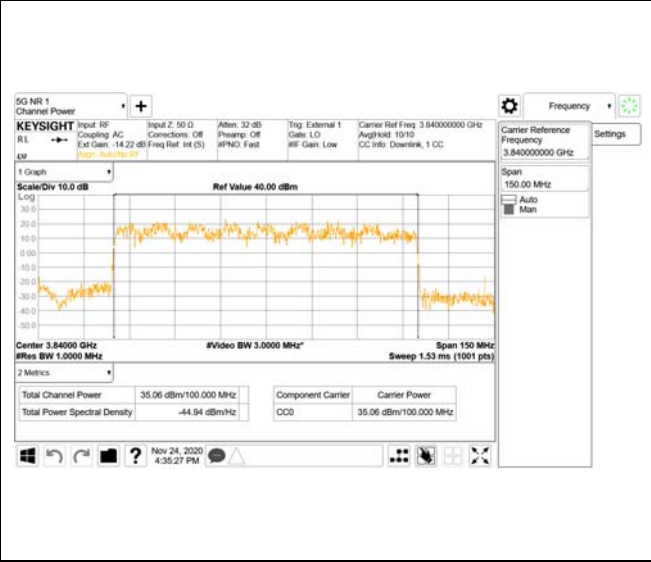 5G NR 1
Channel Power
Frequency
KEYSIGHT
RL
Input: RF
Coupling: AC
Ext Gain: -14.22 dB
Align: Auto/No RF
Input Z: 50 Ω
Corrections: Off
Freq Ref: Int (S)
Atten: 32 dB
Preamp: Off
#PNO: Fast
Trig: External 1
Gate: LO
#IF Gain: Low
Carrier Ref Freq: 3.840000000 GHz
Avg|Hold: 10/10
CC Info: Downlink, 1 CC
Carrier Reference
Frequency
3.840000000 GHz
Settings
Span
150.00 MHz
Auto
Man
1 Graph
Scale/Div 10.0 dB
Ref Value 40.00 dBm
Log
30.0
20.0
10.0
0.00
-10.0
-20.0
-30.0
-40.0
-50.0
Center 3.84000 GHz
#Video BW 3.0000 MHz*
Span 150 MHz
#Res BW 1.0000 MHz
Sweep 1.53 ms (1001 pts)
2 Metrics
Total Channel Power 35.06 dBm/100.000 MHz
Total Power Spectral Density -44.94 dBm/Hz
Component Carrier Carrier Power
CC0 35.06 dBm/100.000 MHz
?
Nov 24, 2020
4:35:27 PM